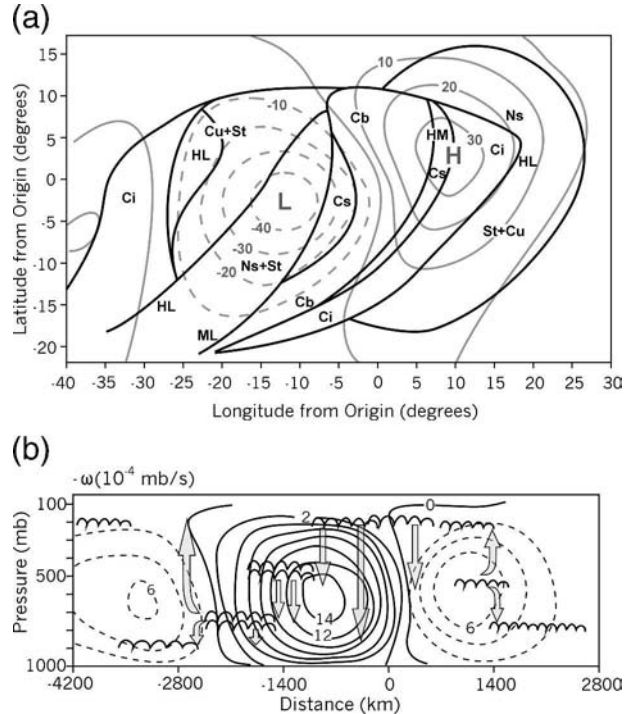 (a)
15
10
5
0
-5
-10
-15
-20
Latitude from Origin (degrees)
-40 -35 -30 -25 -20 -15 -10 -5 0 5 10 15 20 25 30
Longitude from Origin (degrees)
10
-10
Cu+St
Cb
20
Ns
HL
HM
30
H
Ci
HL
Ci
L
Cs
Cs
-40
-30
-20
Ns+St
St+Cu
HL
Cb
Ci
ML
(b)
- ω(10⁻⁴ mb/s)
100
500
1000
Pressure (mb)
0
2
6
14
12
6
-4200 -2800 -1400 0 1400 2800
Distance (km)